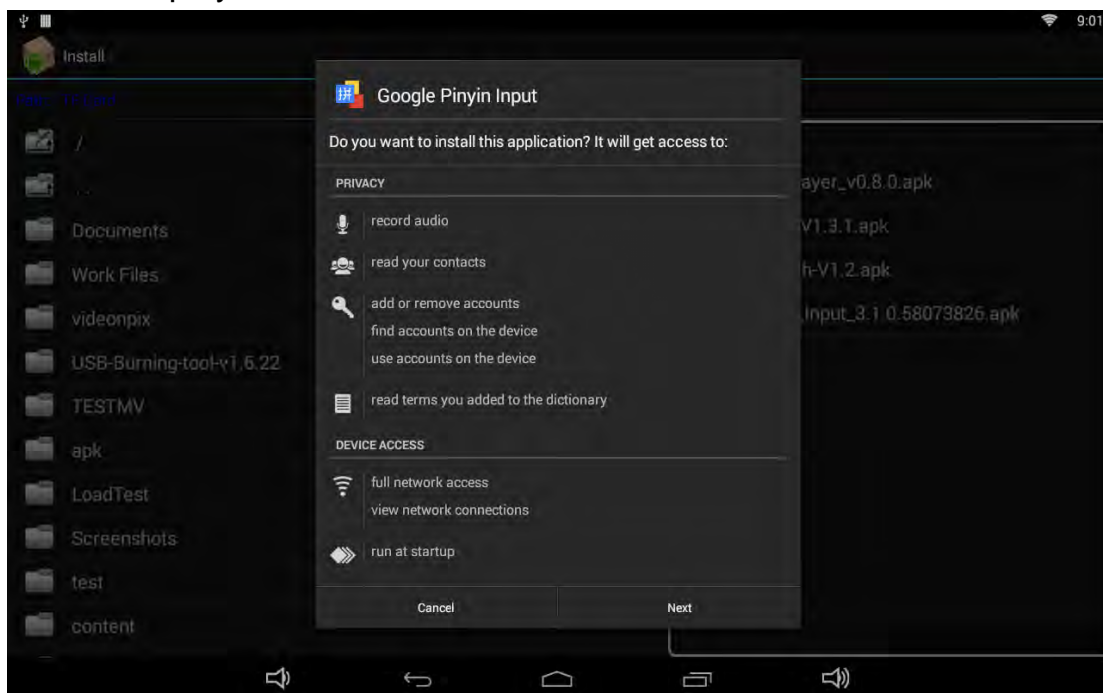 9:01
Install
Google Pinyin Input
Do you want to install this application? It will get access to:
PRIVACY
record audio
read your contacts
add or remove accounts
find accounts on the device
use accounts on the device
read terms you added to the dictionary
DEVICE ACCESS
full network access
view network connections
run at startup
Cancel
Next
/
..
Documents
Work Files
videonpix
USB-Burning-tool-v1.6.22
TESTMV
apk
LoadTest
Screenshots
test
content
ayer_v0.8.0.apk
V1.3.1.apk
h-V1.2.apk
Input_3.1.0.58073826.apk